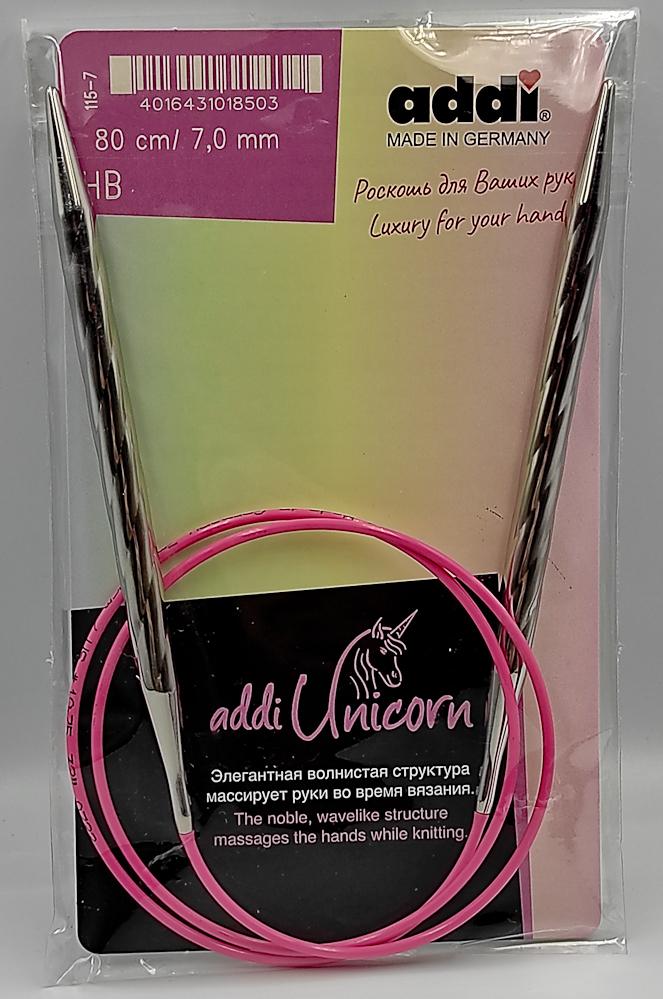 115-7
4016431018503
80 cm/ 7,0 mm
HB
addi®
MADE IN GERMANY
Роскошь для Ваших рук
Luxury for your hand
addi Unicorn
Элегантная волнистая структура
массирует руки во время вязания.
The noble, wavelike structure
massages the hands while knitting.